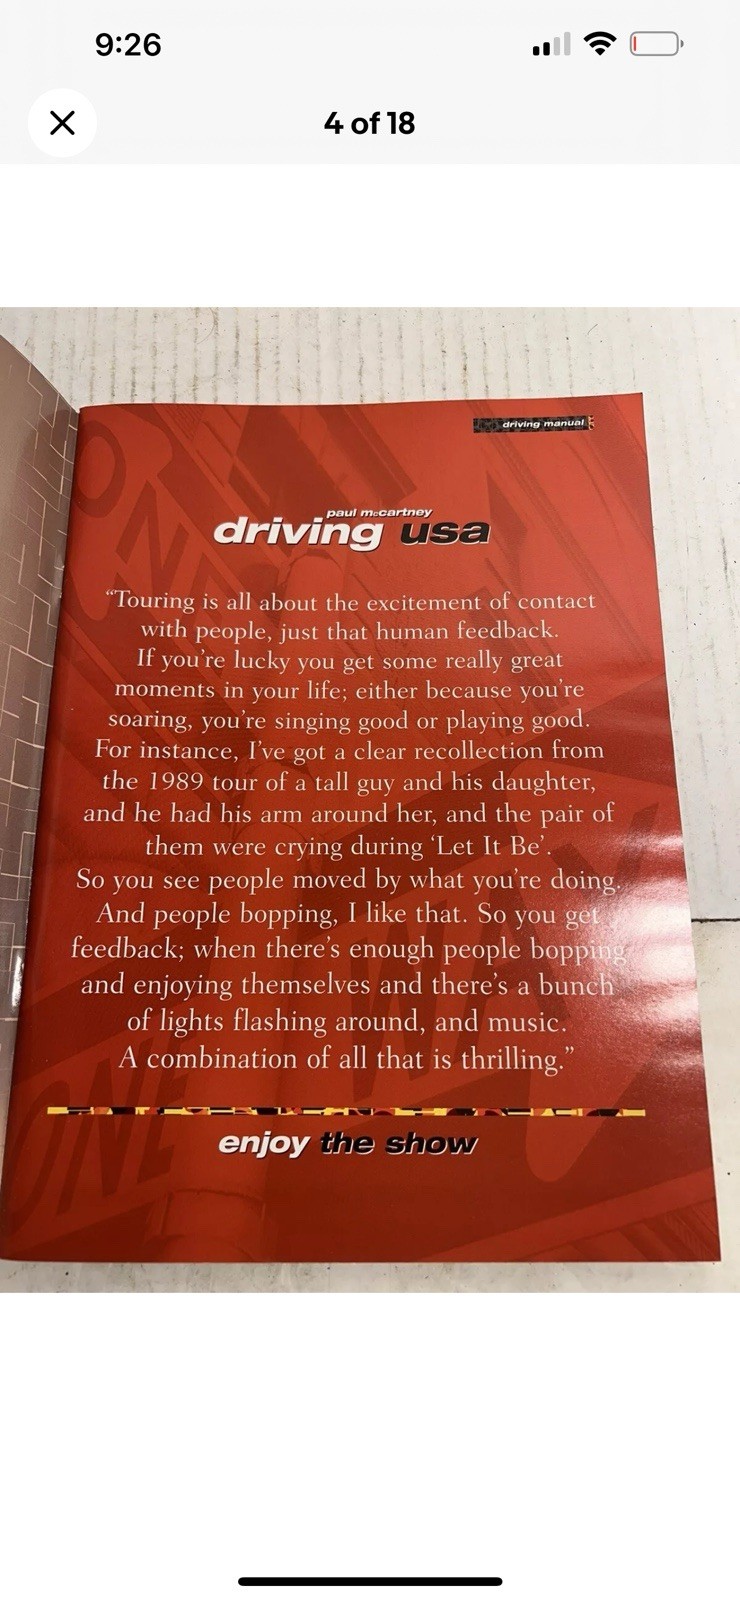 9:26
4 of 18
driving manual
paul mccartney
driving usa
“Touring is all about the excitement of contact
with people, just that human feedback.
If you’re lucky you get some really great
moments in your life; either because you’re
soaring, you’re singing good or playing good.
For instance, I’ve got a clear recollection from
the 1989 tour of a tall guy and his daughter,
and he had his arm around her, and the pair of
them were crying during ‘Let It Be’.
So you see people moved by what you’re doing.
And people bopping, I like that. So you get
feedback; when there’s enough people bopping
and enjoying themselves and there’s a bunch
of lights flashing around, and music.
A combination of all that is thrilling.”
enjoy the show
ONE
WAY
ONE